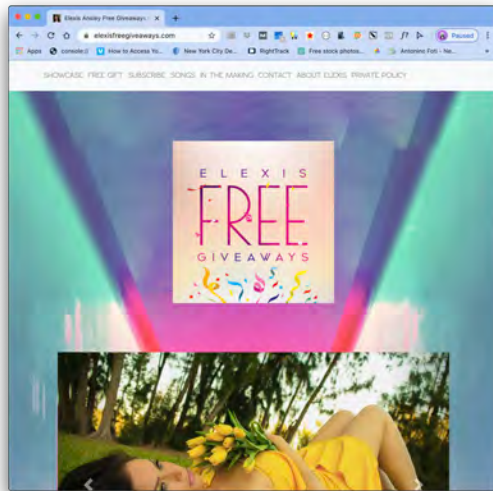 Elexis Ansley Free Giveaways
elexisfreegiveaways.com
Paused
Apps console:// How to Access Yo... New York City De... RightTrack Free stock photos... Antonino Foti - Ne...
SHOWCASE FREE GIFT SUBSCRIBE SONGS IN THE MAKING CONTACT ABOUT ELEXIS PRIVATE POLICY
ELEXIS
FREE
GIVEAWAYS